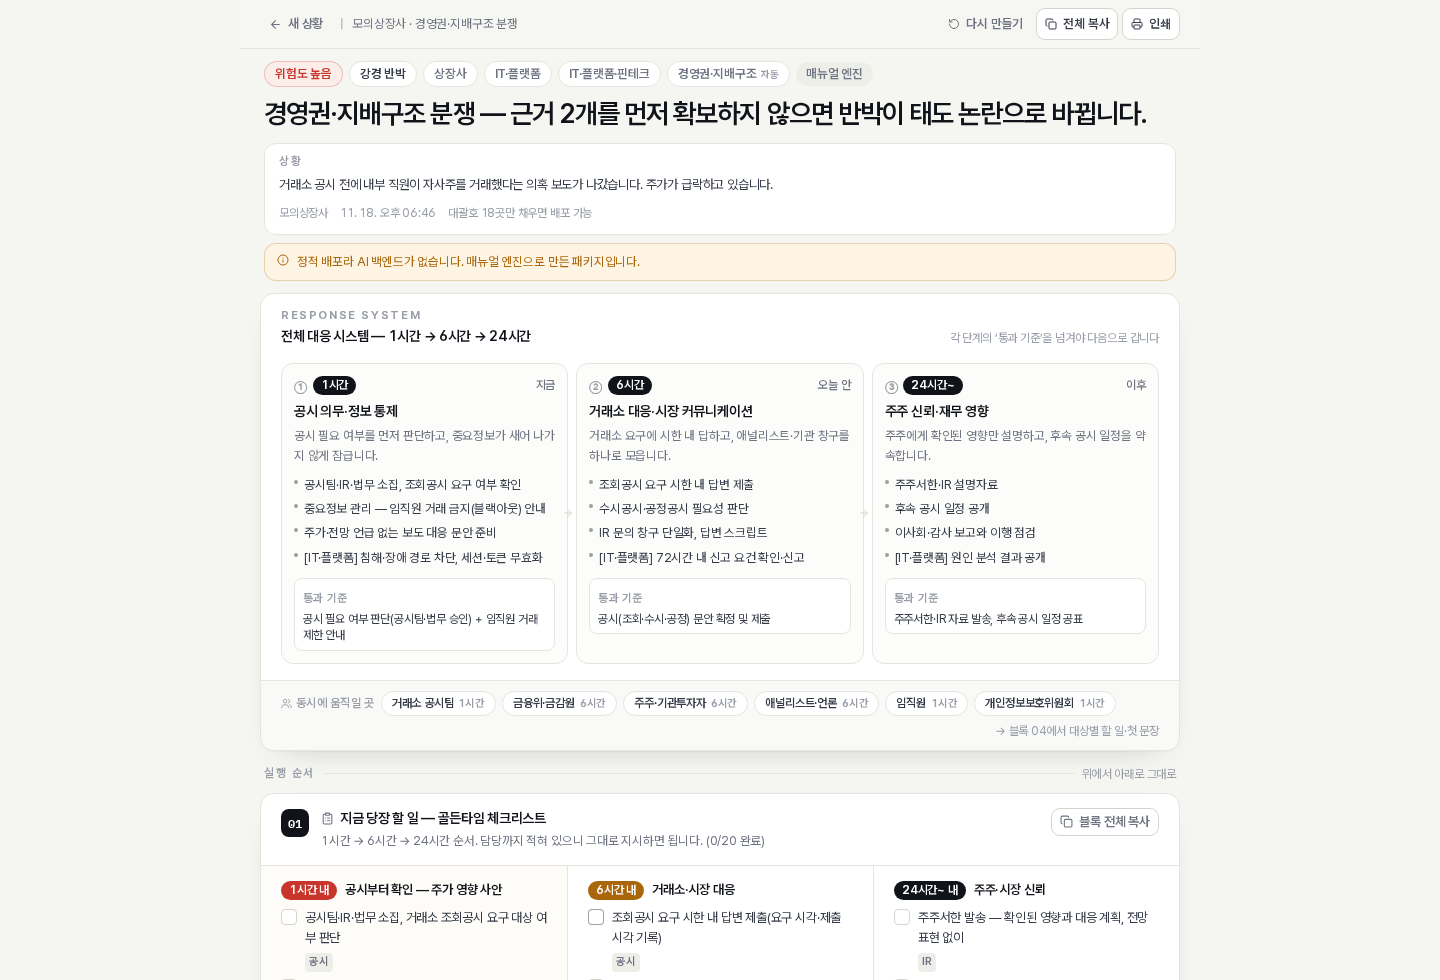 새 상황 | 모의상장사 · 경영권·지배구조 분쟁
다시 만들기 전체 복사 인쇄
위험도 높음 강경 반박 상장사 IT·플랫폼 IT·플랫폼·핀테크 경영권·지배구조 자동 매뉴얼 엔진
경영권·지배구조 분쟁 — 근거 2개를 먼저 확보하지 않으면 반박이 태도 논란으로 바뀝니다.
상황
거래소 공시 전에 내부 직원이 자사주를 거래했다는 의혹 보도가 나갔습니다. 주가가 급락하고 있습니다.
모의상장사 11. 18. 오후 06:46 대괄호 18곳만 채우면 배포 가능
정적 배포라 AI 백엔드가 없습니다. 매뉴얼 엔진으로 만든 패키지입니다.
RESPONSE SYSTEM
전체 대응 시스템 — 1시간 → 6시간 → 24시간
각 단계의 '통과 기준'을 넘겨야 다음으로 갑니다
1 1시간 지금
공시 의무·정보 통제
공시 필요 여부를 먼저 판단하고, 중요정보가 새어 나가
지 않게 잠급니다.
공시팀·IR·법무 소집, 조회공시 요구 여부 확인
중요정보 관리 — 임직원 거래 금지(블랙아웃) 안내
주가·전망 언급 없는 보도 대응 문안 준비
[IT·플랫폼] 침해·장애 경로 차단, 세션·토큰 무효화
통과 기준
공시 필요 여부 판단(공시팀·법무 승인) + 임직원 거래
제한 안내
2 6시간 오늘 안
거래소 대응·시장 커뮤니케이션
거래소 요구에 시한 내 답하고, 애널리스트·기관 창구를
하나로 모읍니다.
조회공시 요구 시한 내 답변 제출
수시공시·공정공시 필요성 판단
IR 문의 창구 단일화, 답변 스크립트
[IT·플랫폼] 72시간 내 신고 요건 확인·신고
통과 기준
공시(조회·수시·공정) 문안 확정 및 제출
3 24시간~ 이후
주주 신뢰·재무 영향
주주에게 확인된 영향만 설명하고, 후속 공시 일정을 약
속합니다.
주주서한·IR 설명자료
후속 공시 일정 공개
이사회·감사 보고와 이행 점검
[IT·플랫폼] 원인 분석 결과 공개
통과 기준
주주서한·IR 자료 발송, 후속 공시 일정 공표
동시에 움직일 곳 거래소 공시팀 1시간 금융위·금감원 6시간 주주·기관투자자 6시간 애널리스트·언론 6시간 임직원 1시간 개인정보보호위원회 1시간
→ 블록 04에서 대상별 할 일·첫 문장
실행 순서 위에서 아래로 그대로
01 지금 당장 할 일 — 골든타임 체크리스트
1시간 → 6시간 → 24시간 순서. 담당까지 적혀 있으니 그대로 지시하면 됩니다. (0/20 완료)
블록 전체 복사
1시간 내 공시부터 확인 — 주가 영향 사안
공시팀·IR·법무 소집, 거래소 조회공시 요구 대상 여
부 판단
공시
6시간 내 거래소·시장 대응
조회공시 요구 시한 내 답변 제출(요구 시각·제출
시각 기록)
공시
24시간~ 내 주주·시장 신뢰
주주서한 발송 — 확인된 영향과 대응 계획, 전망
표현 없이
IR